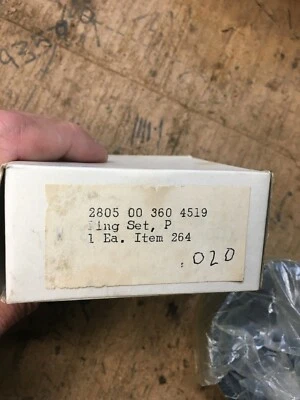 2805 00 360 4519
Ring Set, P
1 Ea. Item 264
.020